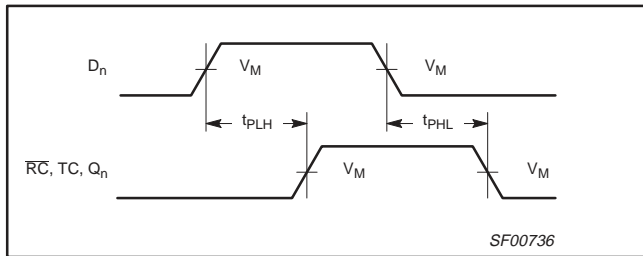 Dn VM VM
tPLH tPHL
RC, TC, Qn VM VM
SF00736